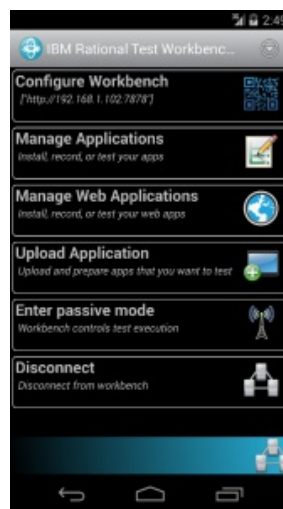 2:49
IBM Rational Test Workbenc...
Configure Workbench
["http://192.168.1.102:7878"]
Manage Applications
Install, record, or test your apps
Manage Web Applications
Install, record, or test your web apps
Upload Application
Upload and prepare apps that you want to test
Enter passive mode
Workbench controls test execution
Disconnect
Disconnect from workbench